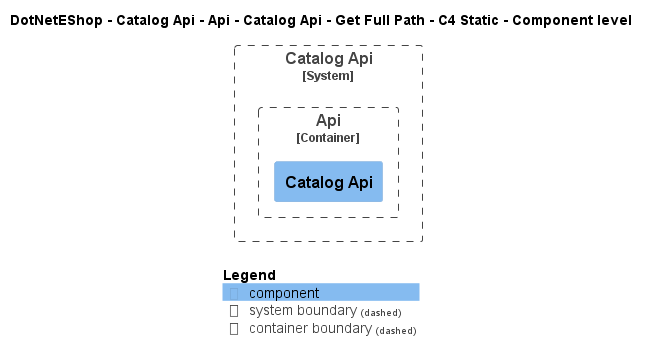 DotNetEShop - Catalog Api - Api - Catalog Api - Get Full Path - C4 Static - Component level
Catalog Api
[System]
Api
[Container]
Catalog Api
Legend
component
system boundary (dashed)
container boundary (dashed)